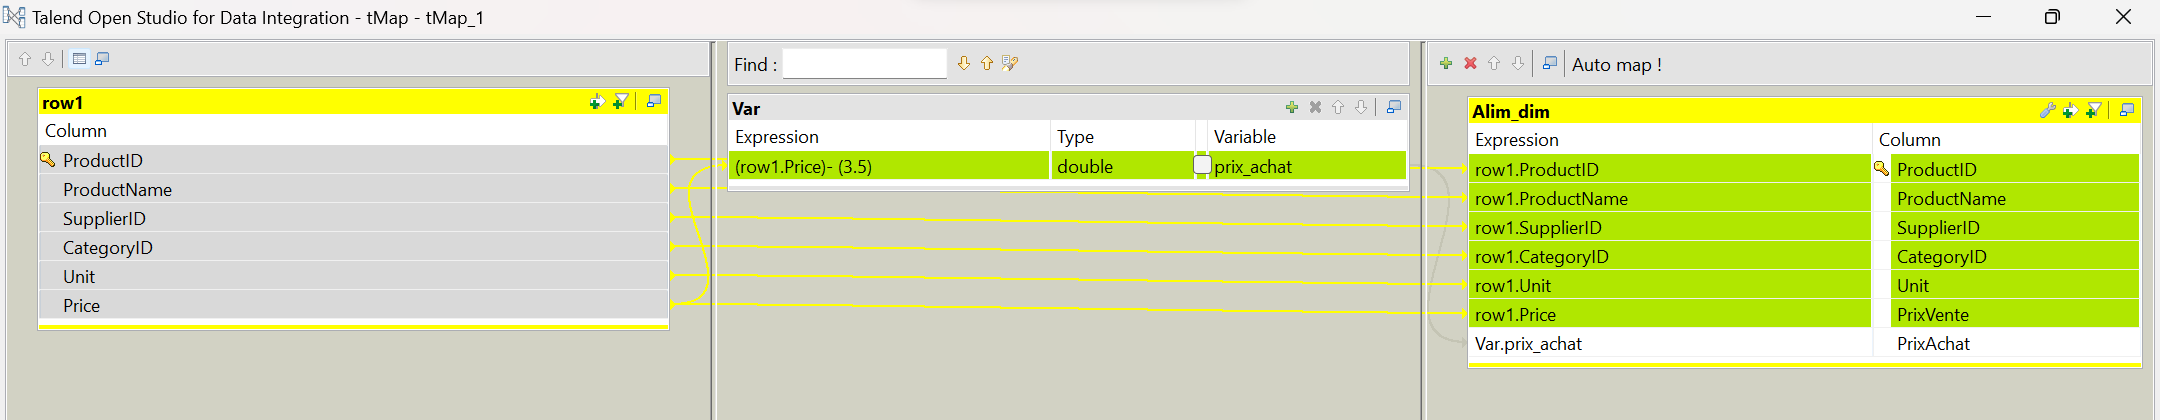 Talend Open Studio for Data Integration - tMap - tMap_1
row1
Column
ProductID
ProductName
SupplierID
CategoryID
Unit
Price
Find :
Var
Expression Type Variable
(row1.Price)- (3.5) double prix_achat
Auto map !
Alim_dim
Expression Column
row1.ProductID ProductID
row1.ProductName ProductName
row1.SupplierID SupplierID
row1.CategoryID CategoryID
row1.Unit Unit
row1.Price PrixVente
Var.prix_achat PrixAchat